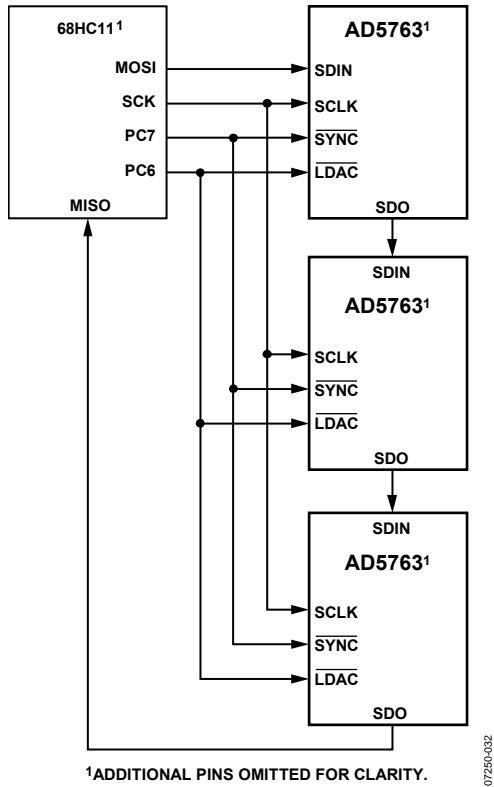 68HC11¹
MOSI
SCK
PC7
PC6
MISO
AD5763¹
SDIN
SCLK
SYNC
LDAC
SDO
SDIN
AD5763¹
SCLK
SYNC
LDAC
SDO
SDIN
AD5763¹
SCLK
SYNC
LDAC
SDO
¹ADDITIONAL PINS OMITTED FOR CLARITY.
07250-032